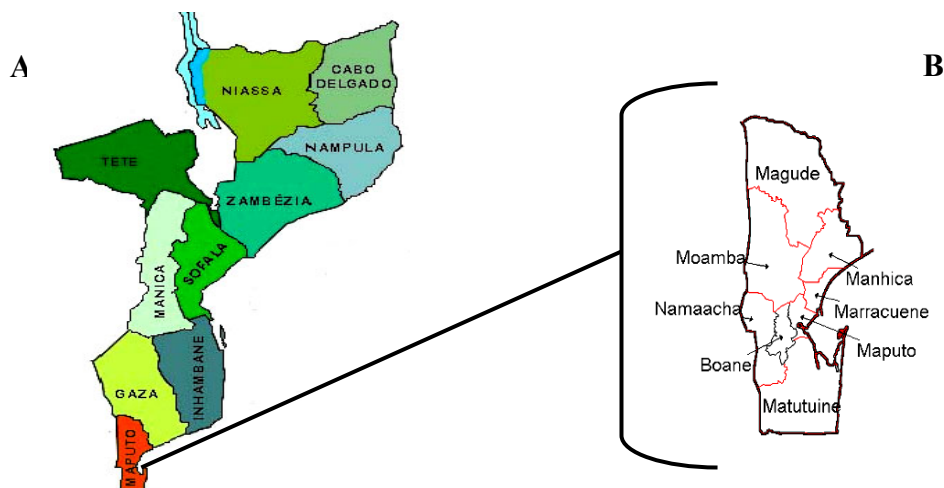 A
B
CABO
DELGADO
NIASSA
NAMPULA
TETE
ZAMBÉZIA
SOFALA
MANICA
INHAMBANE
GAZA
MAPUTO
Magude
Moamba
Manhica
Namaacha
Marracuene
Maputo
Boane
Matutuine